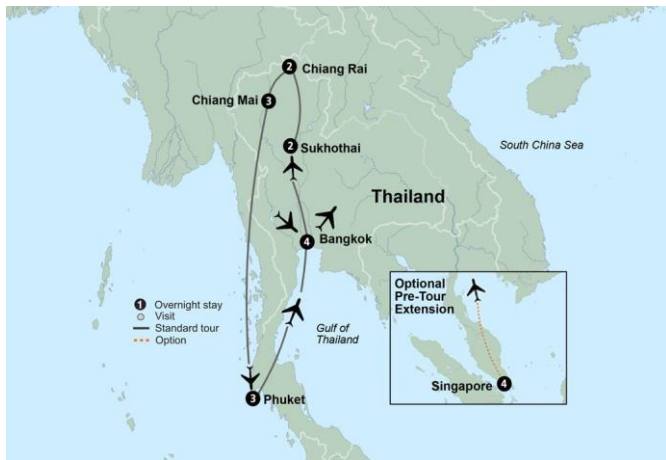 2 Chiang Rai
Chiang Mai 3
2 Sukhothai
South China Sea
Thailand
4 Bangkok
1 Overnight stay
Visit
Standard tour
Option
Gulf of
Thailand
3 Phuket
Optional
Pre-Tour
Extension
Singapore 4